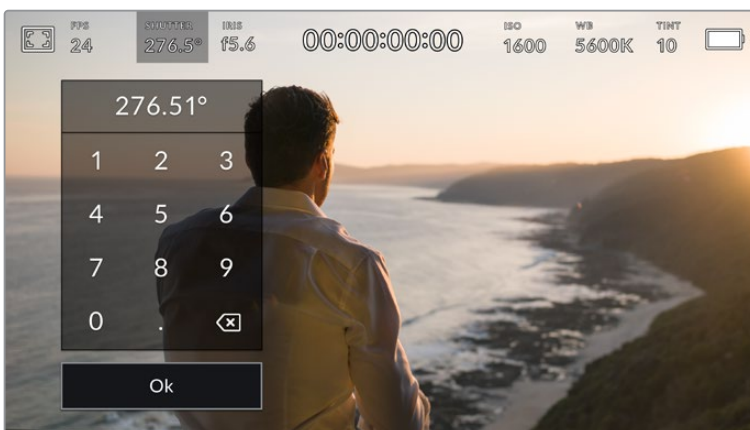 FPS SHUTTER IRIS ISO WB TINT
24 276.5° f5.6 00:00:00:00 1600 5600K 10
276.51°
1 2 3
4 5 6
7 8 9
0 .
Ok